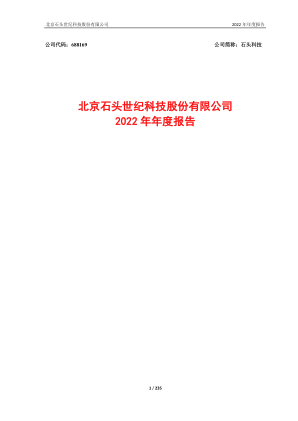 北京石头世纪科技股份有限公司 2022 年年度报告
公司代码：688169 公司简称：石头科技
北京石头世纪科技股份有限公司
2022 年年度报告
1 / 235